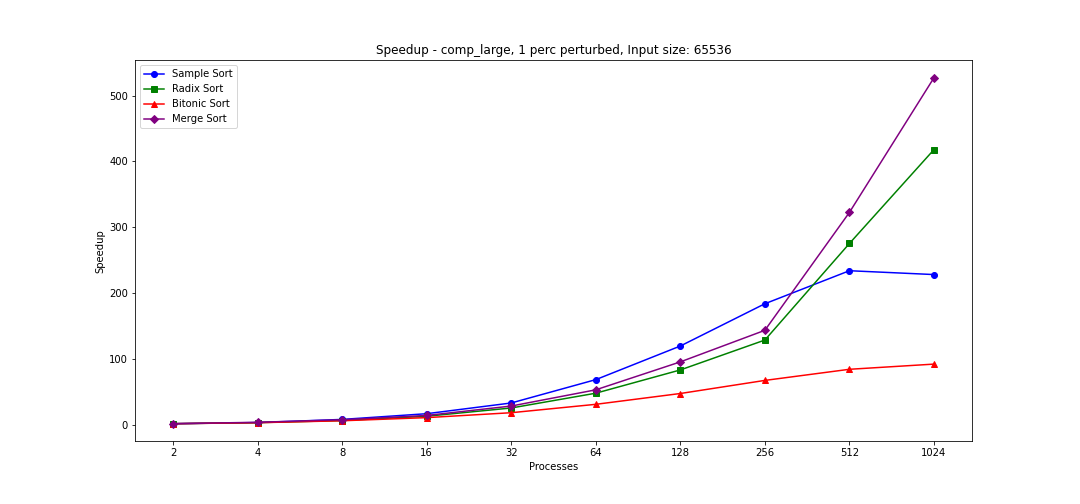 Speedup - comp_large, 1 perc perturbed, Input size: 65536
Sample Sort
Radix Sort
Bitonic Sort
Merge Sort
500
400
300
200
100
0
Speedup
2 4 8 16 32 64 128 256 512 1024
Processes